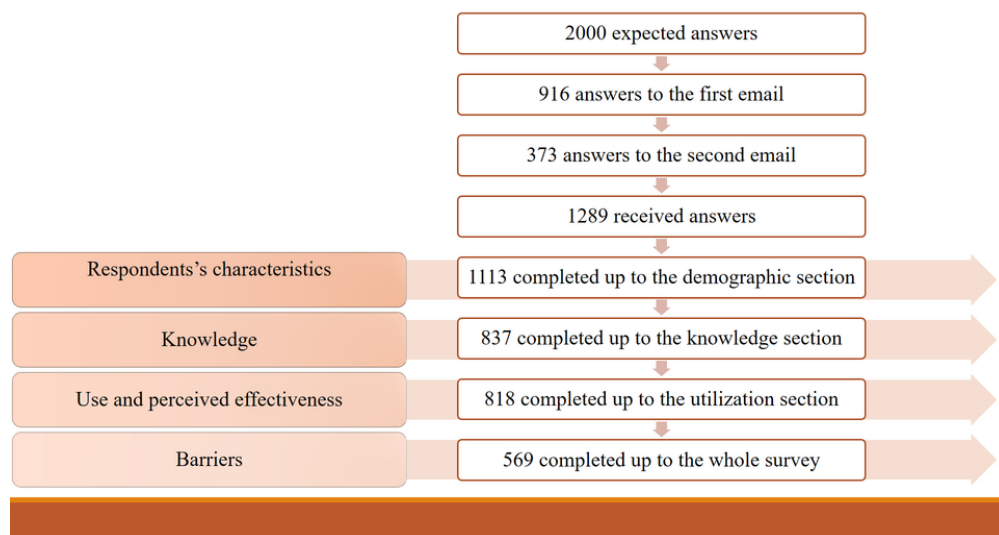 2000 expected answers
916 answers to the first email
373 answers to the second email
1289 received answers
Respondents's characteristics
1113 completed up to the demographic section
Knowledge
837 completed up to the knowledge section
Use and perceived effectiveness
818 completed up to the utilization section
Barriers
569 completed up to the whole survey